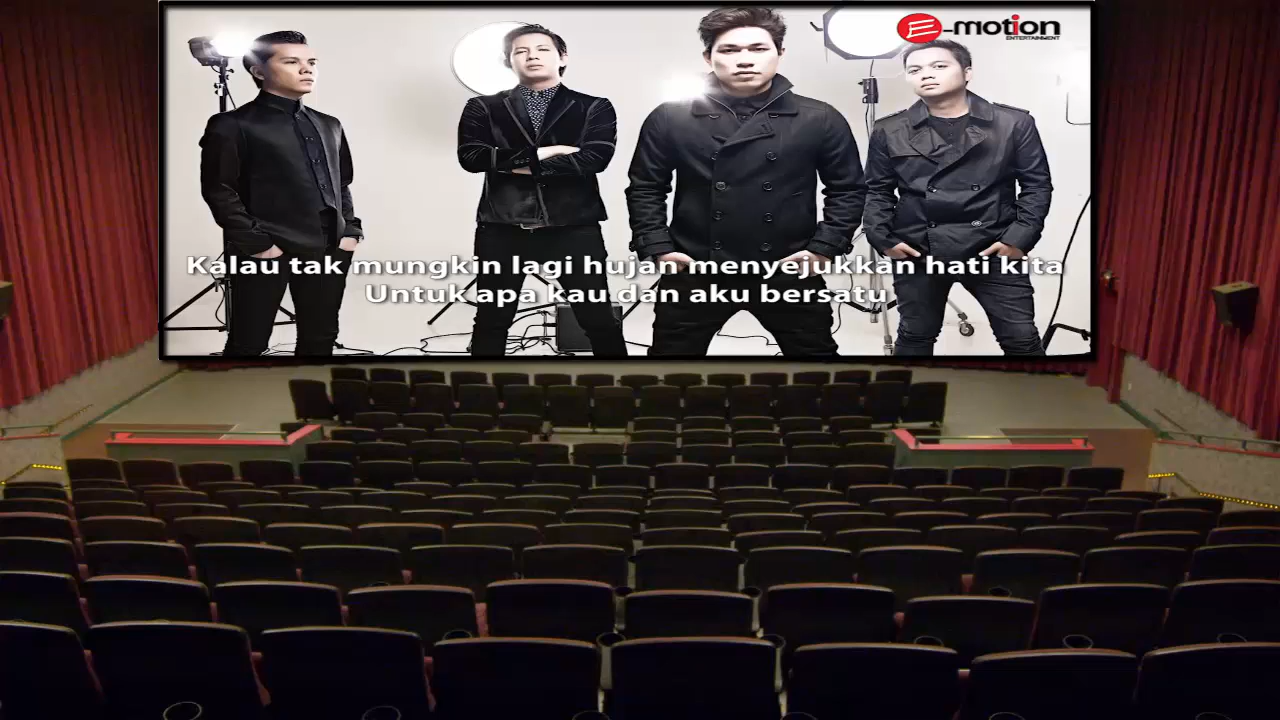 E-motion
ENTERTAINMENT
Kalau tak mungkin lagi hujan menyejukkan hati kita
Untuk apa kau dan aku bersatu